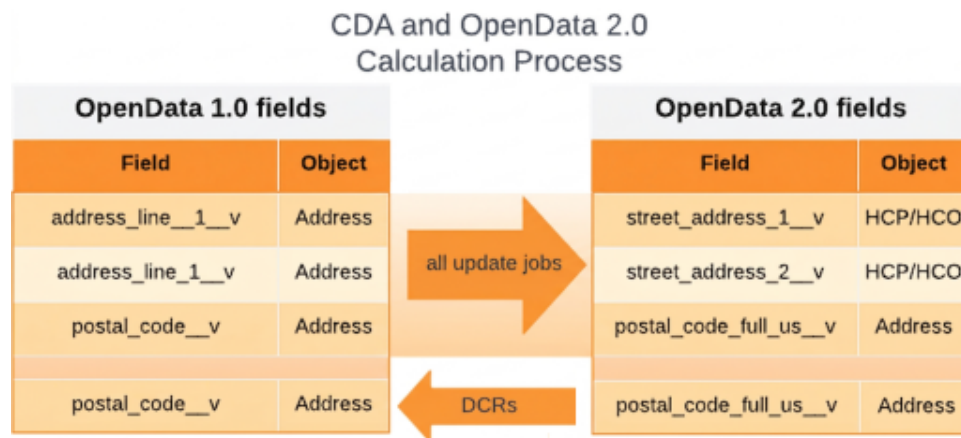 CDA and OpenData 2.0
Calculation Process
OpenData 1.0 fields
OpenData 2.0 fields
Field Object
Field Object
address_line__1__v Address
street_address_1__v HCP/HCO
address_line_1__v Address
all update jobs
street_address_2__v HCP/HCO
postal_code__v Address
postal_code_full_us__v Address
postal_code__v Address
DCRs
postal_code_full_us__v Address